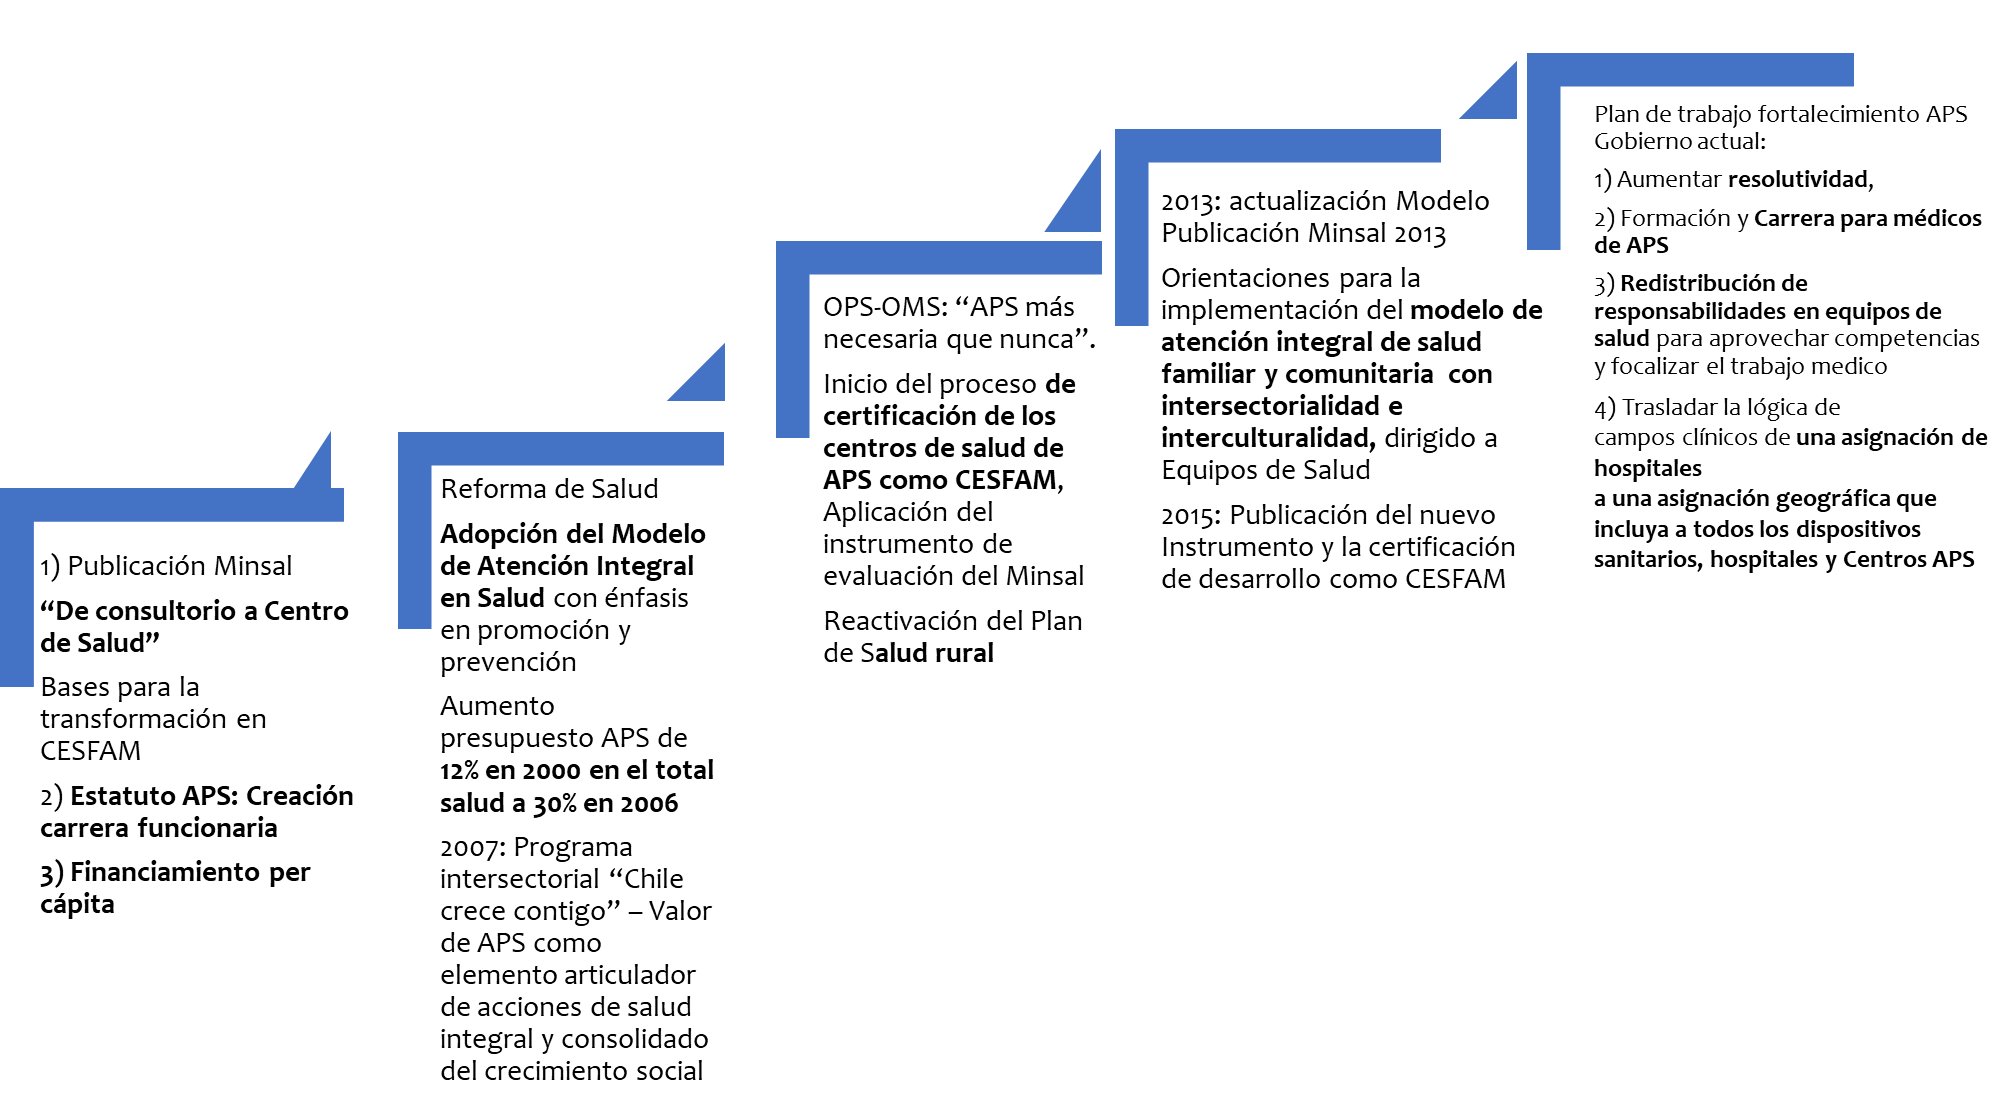 1) Publicación Minsal
“De consultorio a Centro
de Salud”
Bases para la
transformación en
CESFAM
2) Estatuto APS: Creación
carrera funcionaria
3) Financiamiento per
cápita
Reforma de Salud
Adopción del Modelo
de Atención Integral
en Salud con énfasis
en promoción y
prevención
Aumento
presupuesto APS de
12% en 2000 en el total
salud a 30% en 2006
2007: Programa
intersectorial “Chile
crece contigo” – Valor
de APS como
elemento articulador
de acciones de salud
integral y consolidado
del crecimiento social
OPS-OMS: “APS más
necesaria que nunca”.
Inicio del proceso de
certificación de los
centros de salud de
APS como CESFAM,
Aplicación del
instrumento de
evaluación del Minsal
Reactivación del Plan
de Salud rural
2013: actualización Modelo
Publicación Minsal 2013
Orientaciones para la
implementación del modelo de
atención integral de salud
familiar y comunitaria con
intersectorialidad e
interculturalidad, dirigido a
Equipos de Salud
2015: Publicación del nuevo
Instrumento y la certificación
de desarrollo como CESFAM
Plan de trabajo fortalecimiento APS
Gobierno actual:
1) Aumentar resolutividad,
2) Formación y Carrera para médicos
de APS
3) Redistribución de
responsabilidades en equipos de
salud para aprovechar competencias
y focalizar el trabajo medico
4) Trasladar la lógica de
campos clínicos de una asignación de
hospitales
a una asignación geográfica que
incluya a todos los dispositivos
sanitarios, hospitales y Centros APS